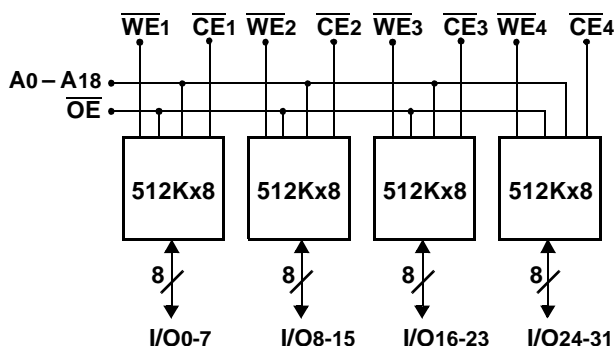 WE1 CE1 WE2 CE2 WE3 CE3 WE4 CE4
A0 – A18
OE
512Kx8 512Kx8 512Kx8 512Kx8
8 8 8 8
I/O0-7 I/O8-15 I/O16-23 I/O24-31